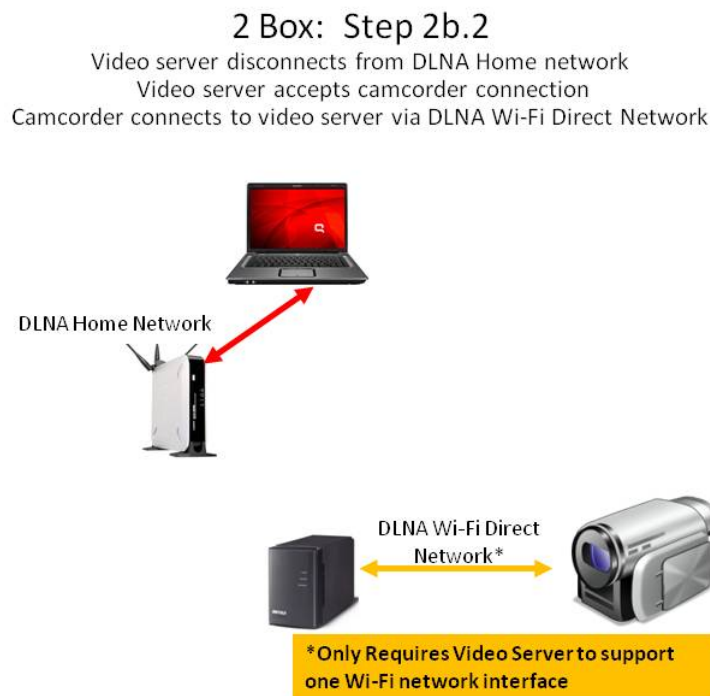 2 Box: Step 2b.2
Video server disconnects from DLNA Home network
Video server accepts camcorder connection
Camcorder connects to video server via DLNA Wi-Fi Direct Network
DLNA Home Network
DLNA Wi-Fi Direct
Network*
*Only Requires Video Server to support
one Wi-Fi network interface